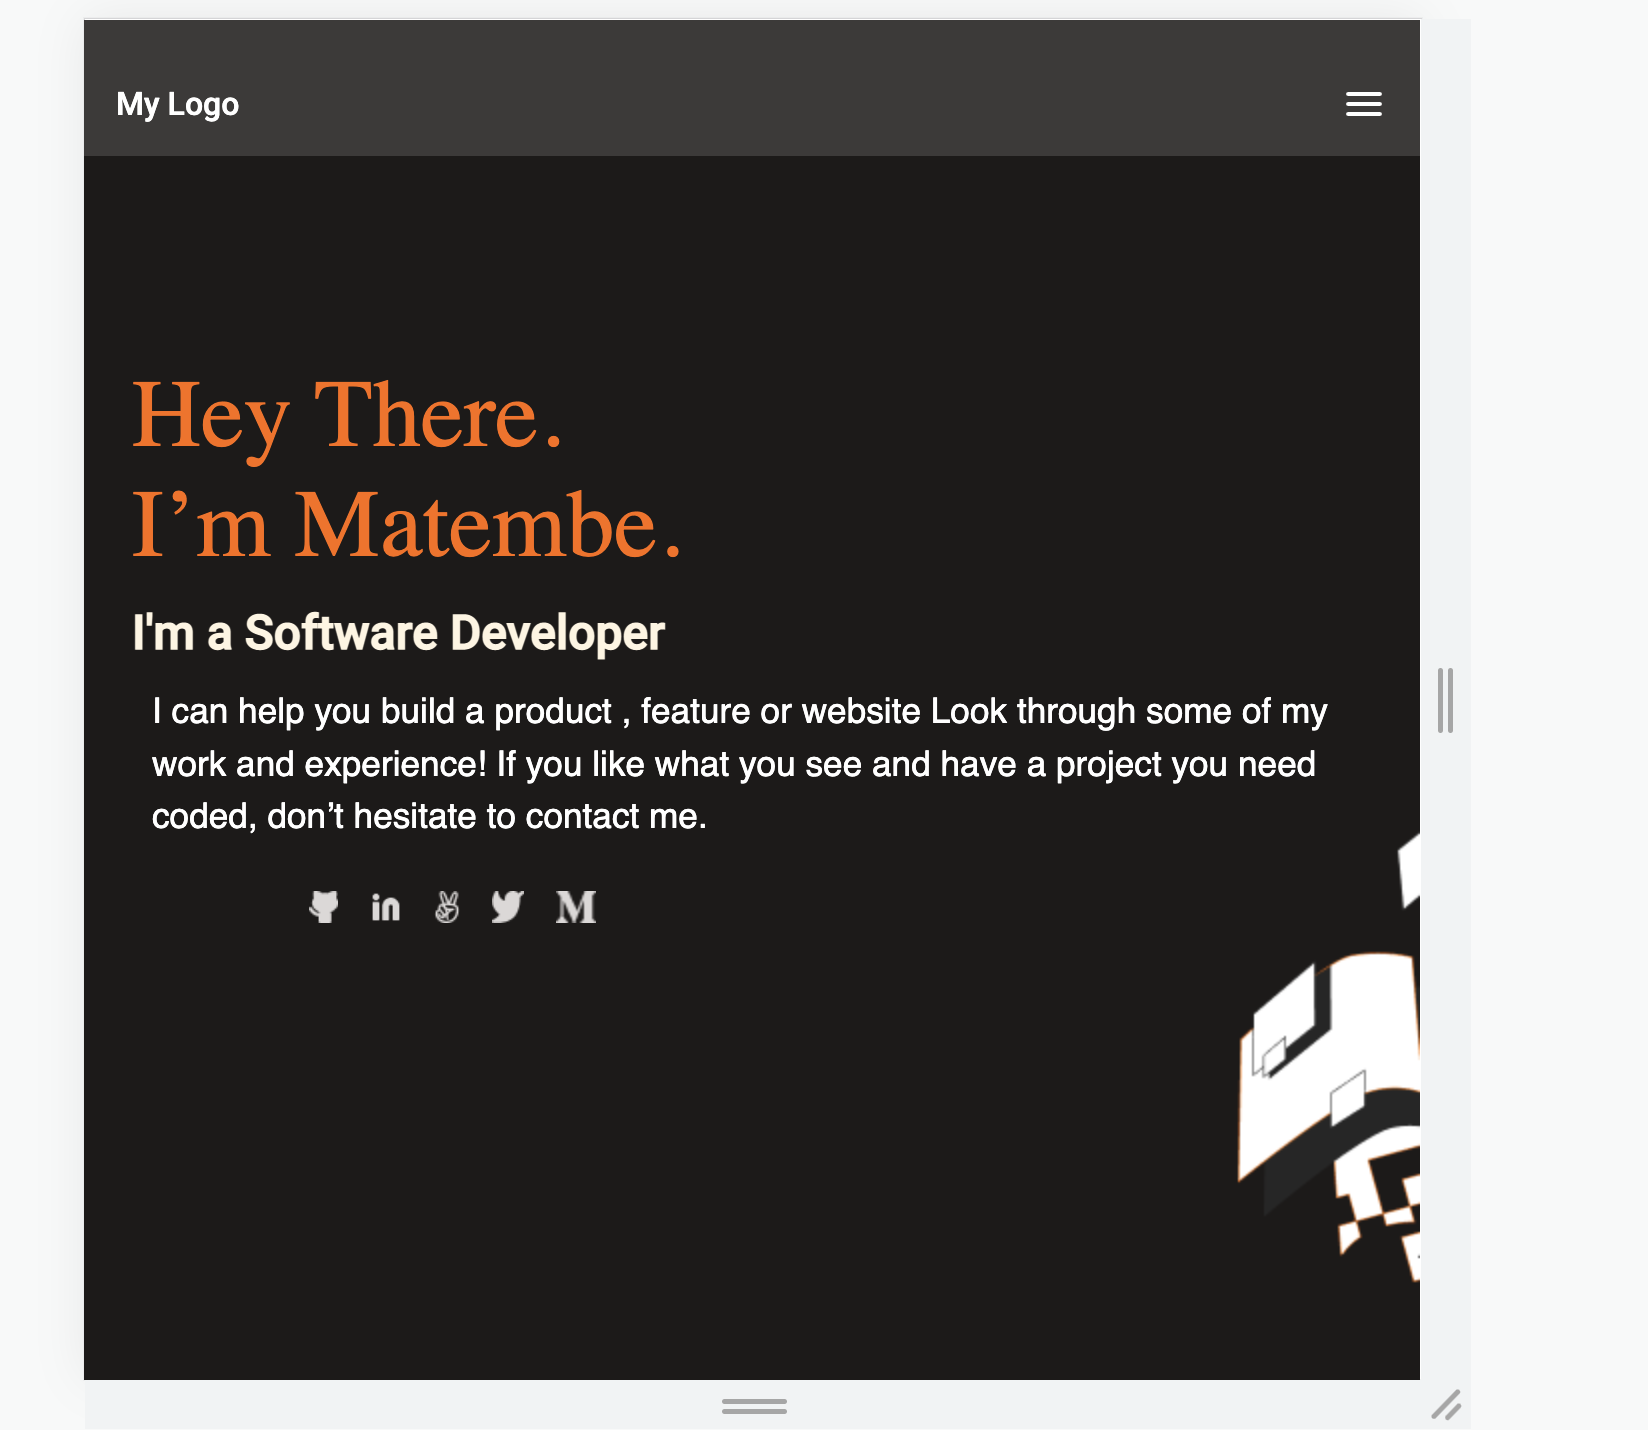 My Logo
Hey There.
I’m Matembe.
I'm a Software Developer
I can help you build a product , feature or website Look through some of my
work and experience! If you like what you see and have a project you need
coded, don’t hesitate to contact me.
in M